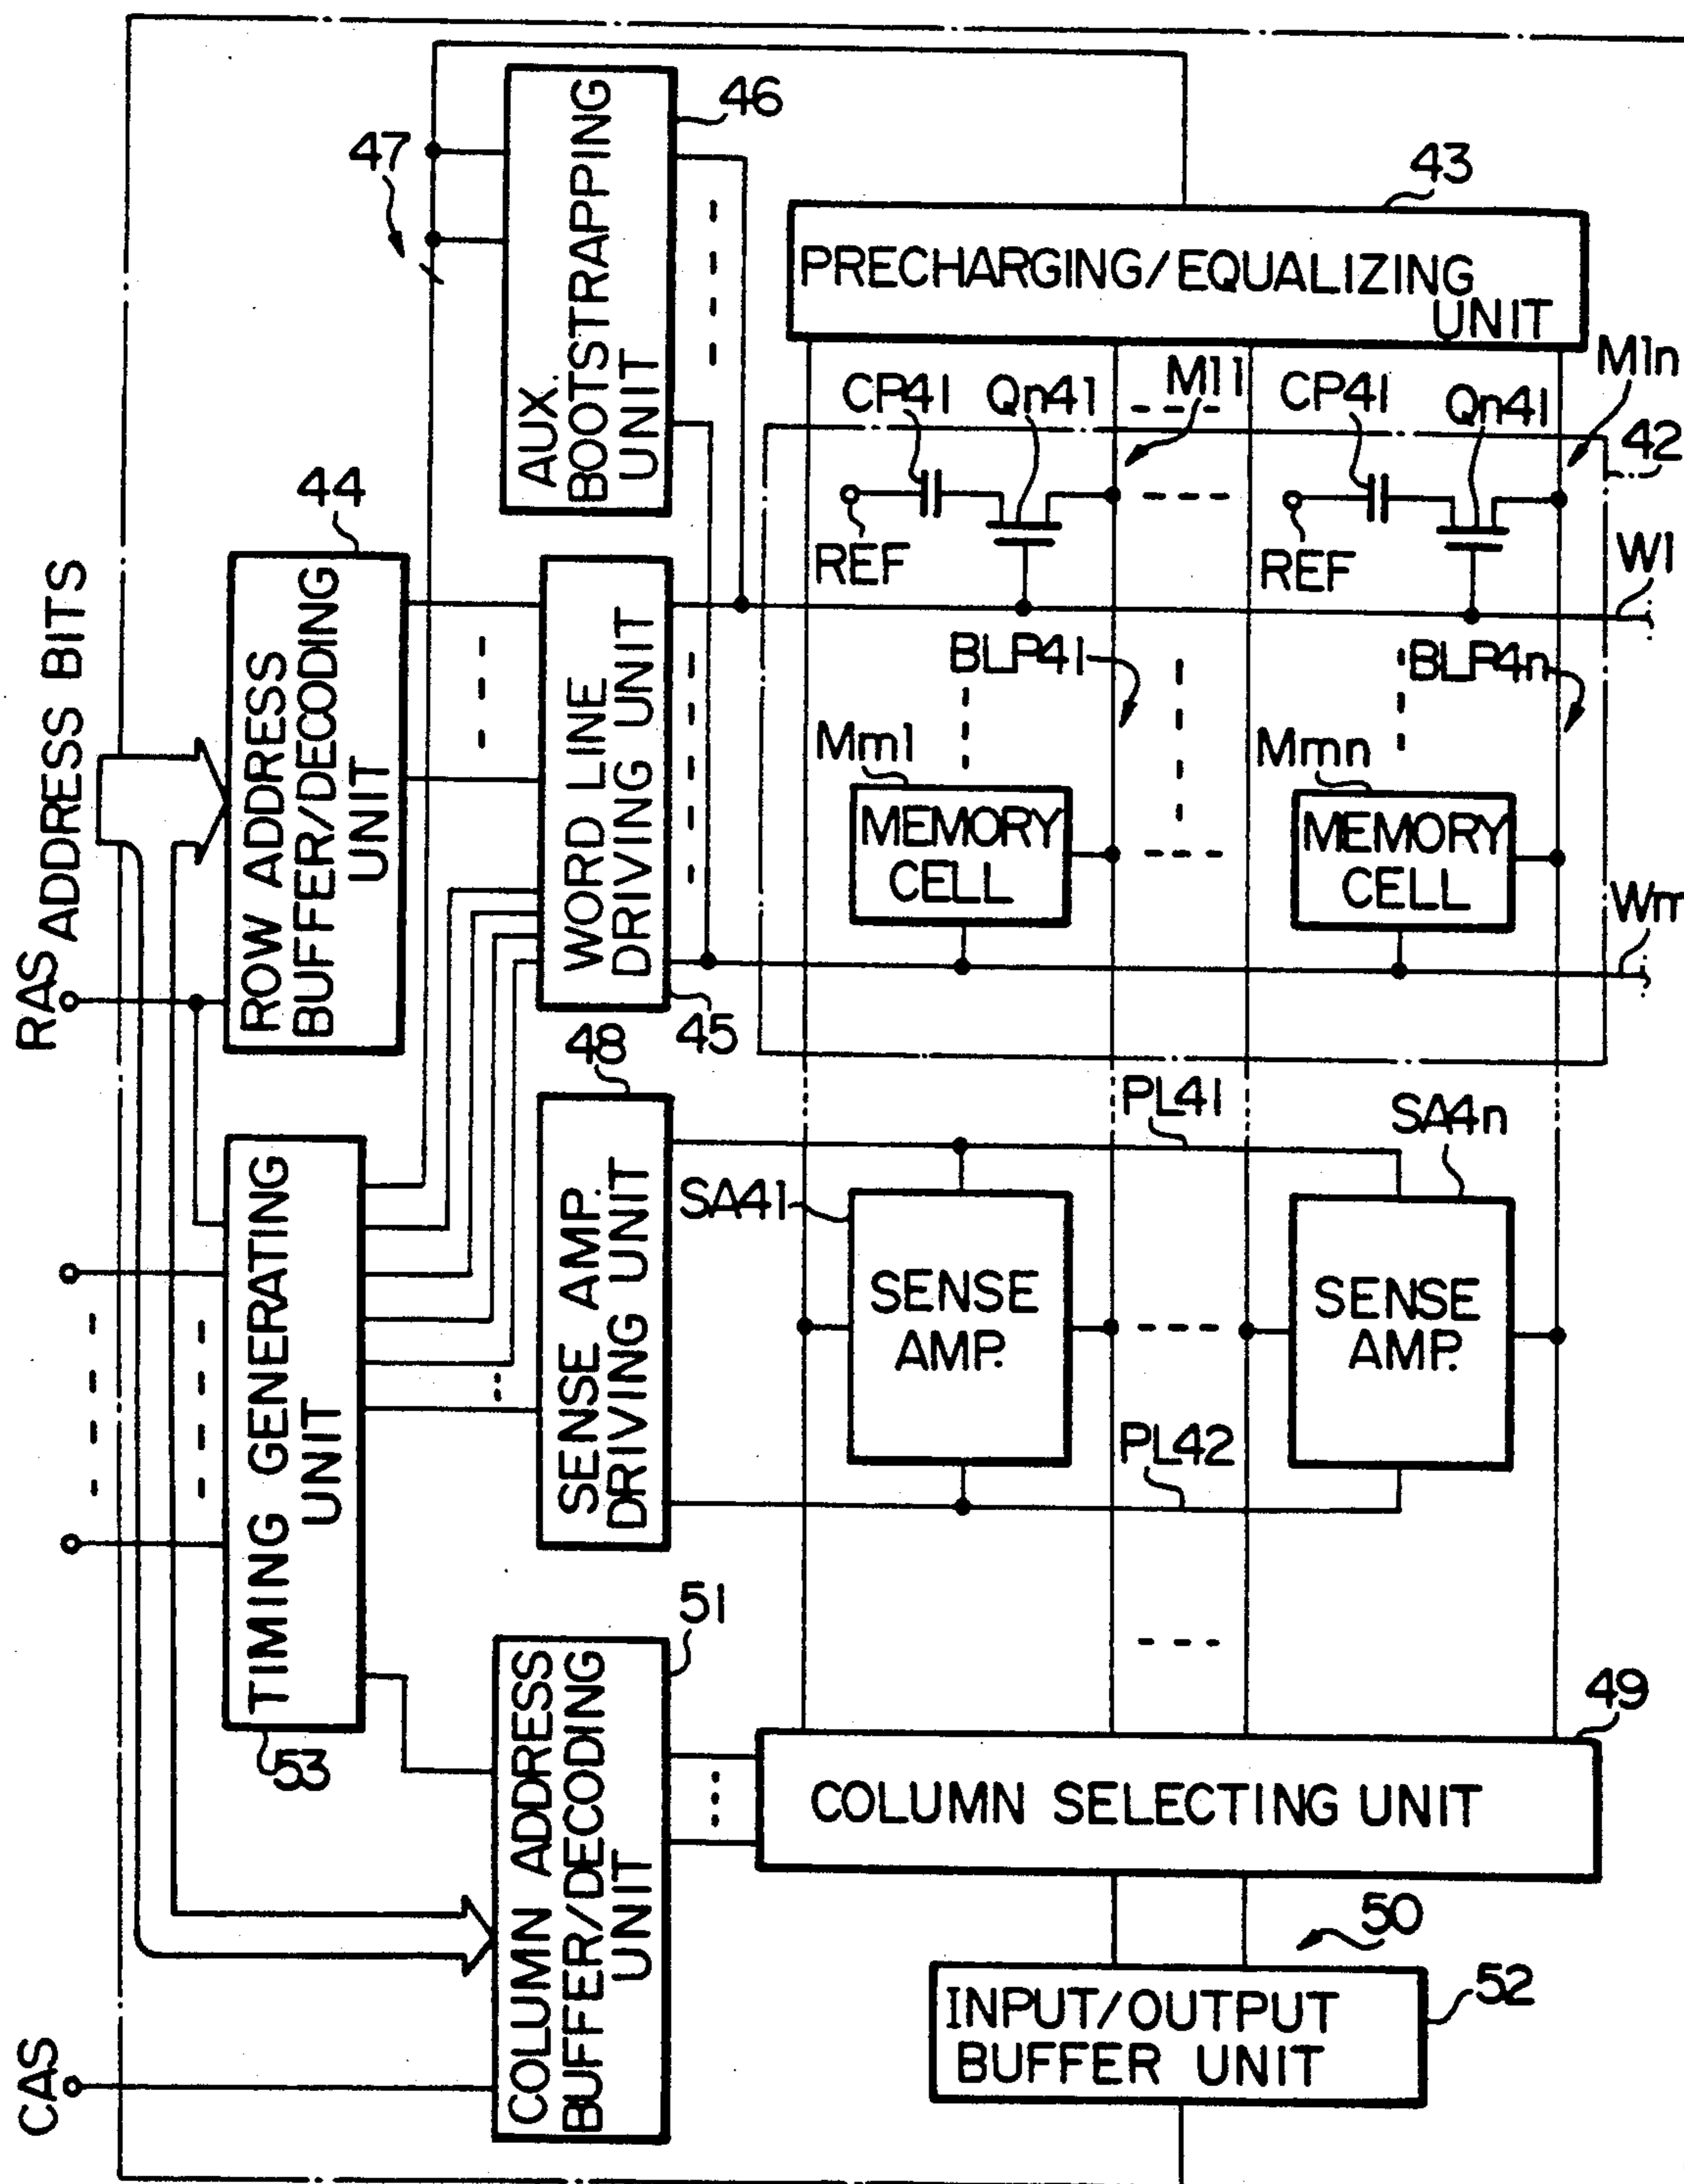 46
47
AUX.
BOOTSTRAPPING
UNIT
43
PRECHARGING/EQUALIZING
UNIT
M11
M1n
CP41
Qn41
CP41
Qn41
42
REF
REF
W1
44
ADDRESS BITS
ROW ADDRESS
BUFFER/DECODING
UNIT
WORD LINE
DRIVING UNIT
45
BLP41
BLP4n
Mm1
MEMORY
CELL
Mmn
MEMORY
CELL
RAS
48
PL41
SA4n
SA41
TIMING GENERATING
UNIT
53
SENSE AMP.
DRIVING UNIT
SENSE
AMP.
SENSE
AMP.
PL42
51
COLUMN ADDRESS
BUFFER/DECODING
UNIT
49
COLUMN SELECTING UNIT
50
INPUT/OUTPUT
BUFFER UNIT
52
CAS